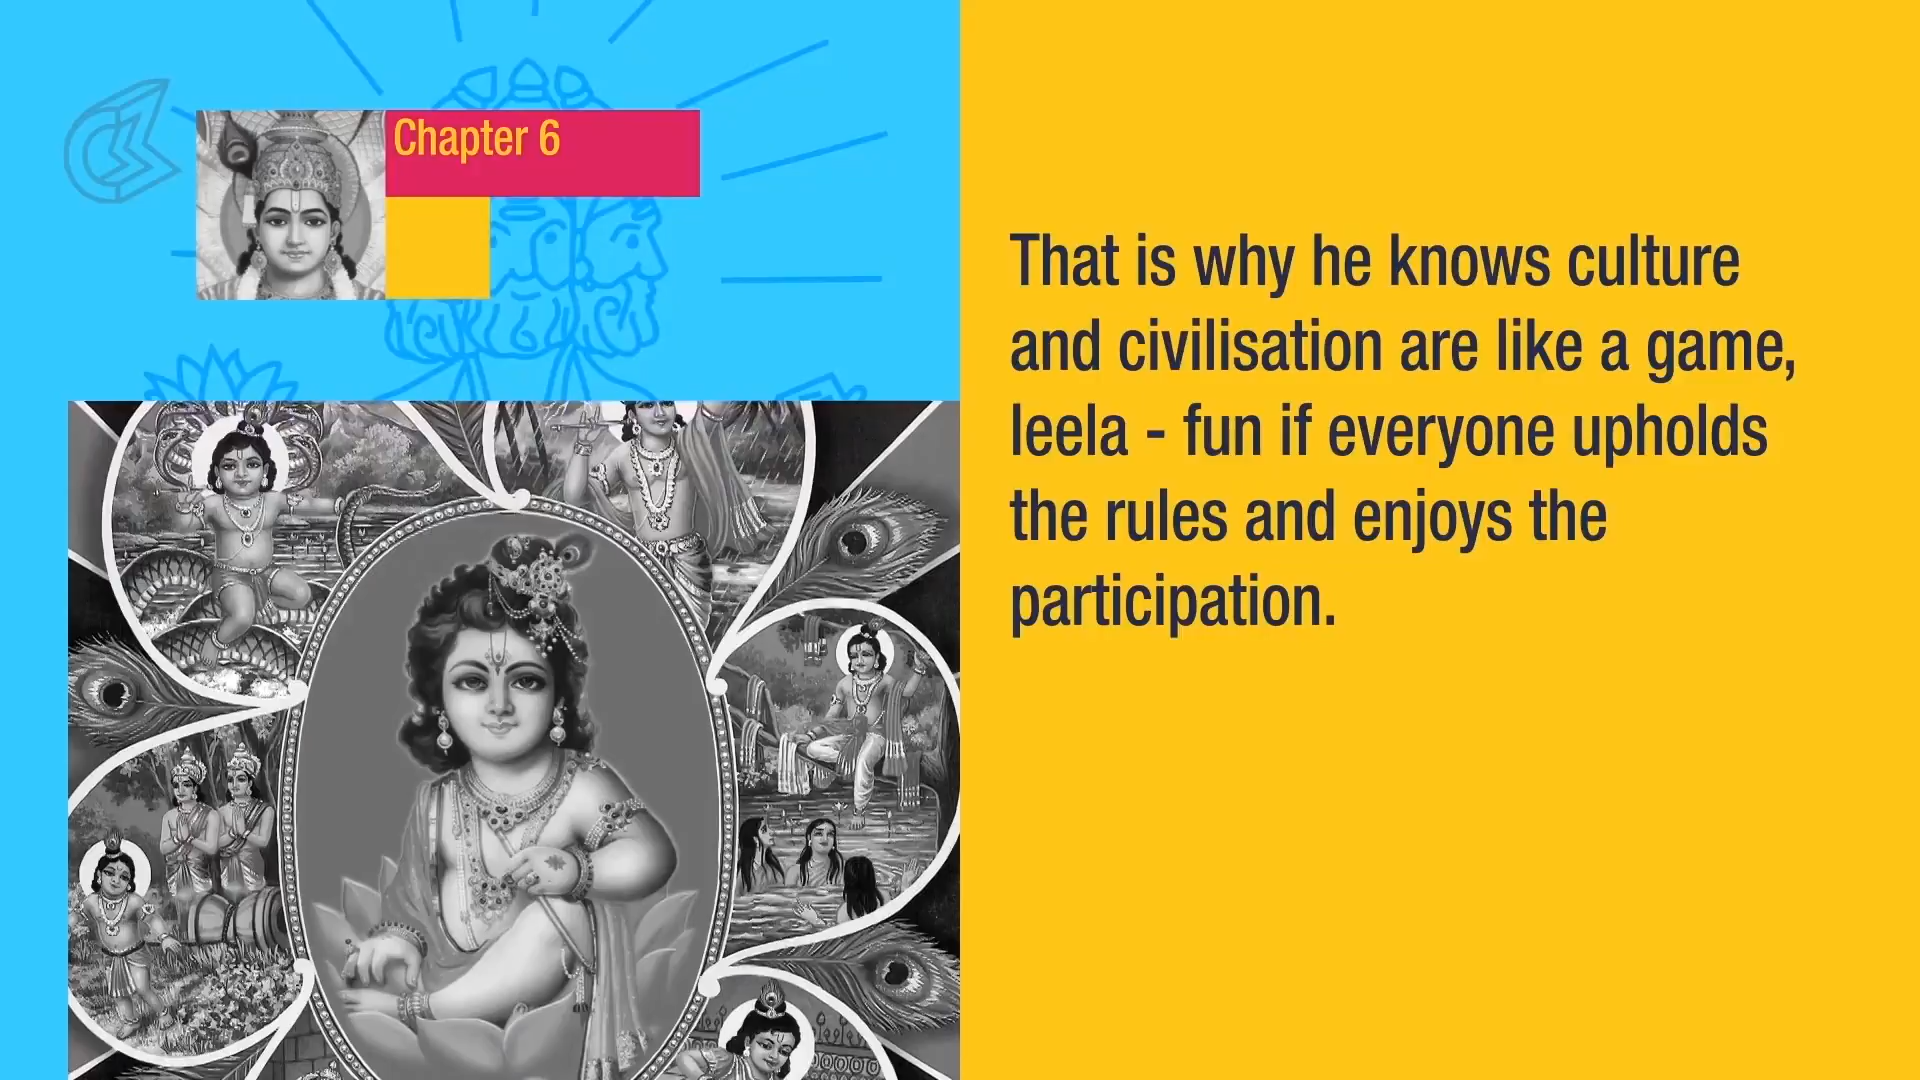 Chapter 6
That is why he knows culture
and civilisation are like a game,
leela - fun if everyone upholds
the rules and enjoys the
participation.